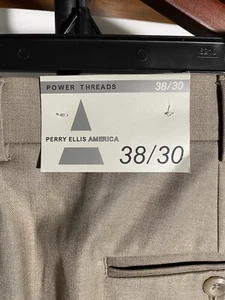 POWER THREADS 38/30
PERRY ELLIS AMERICA
38/30